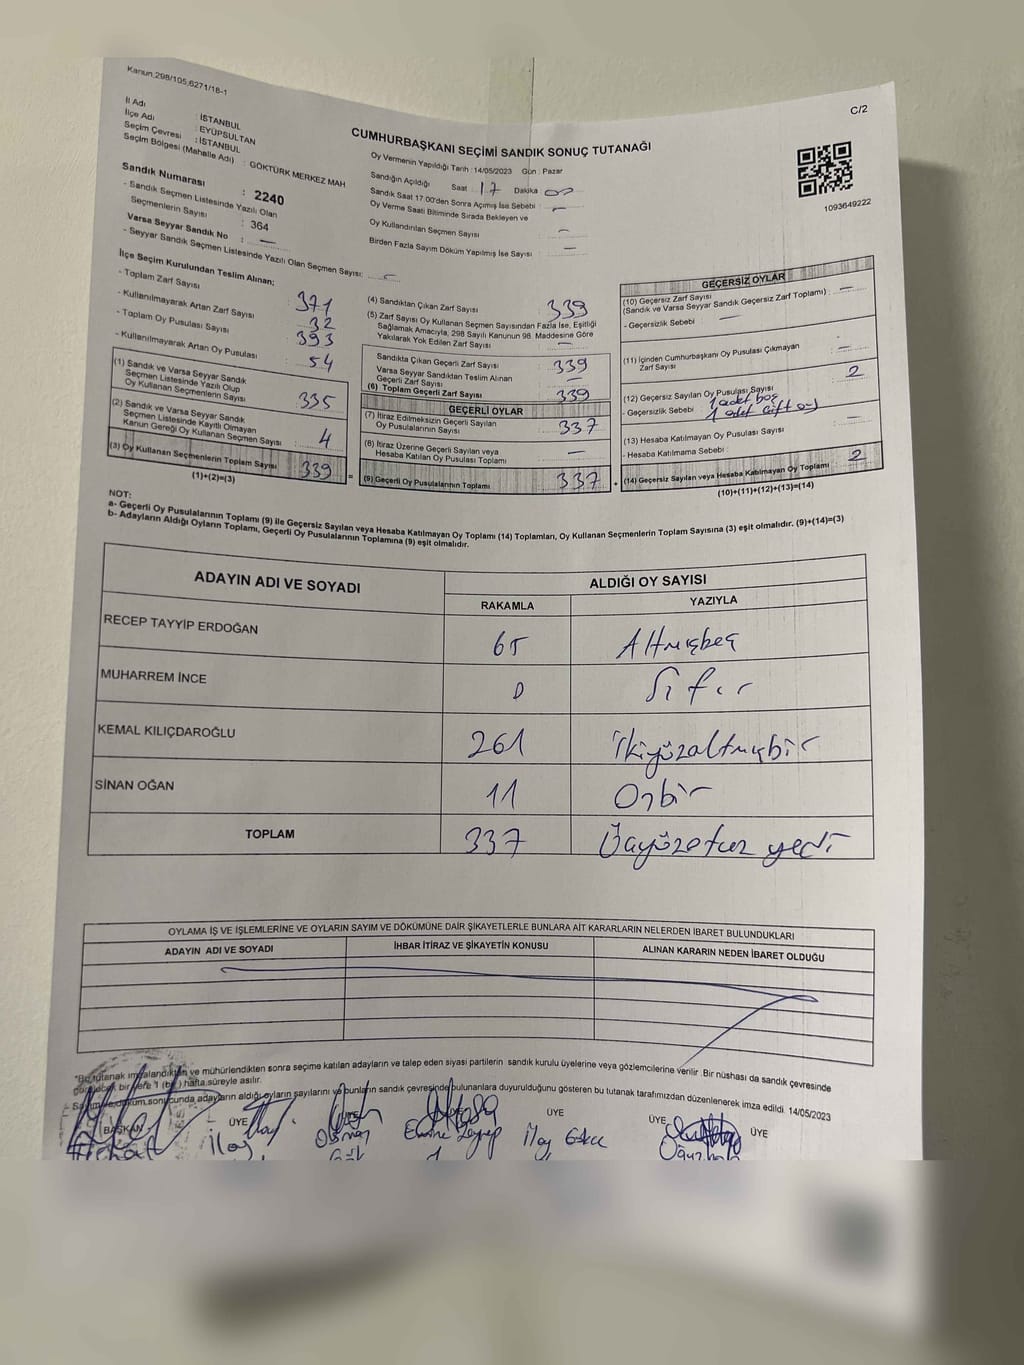 Kanun,298/105,6271/18-1
C/2
İl Adı : İSTANBUL
İlçe Adı : EYÜPSULTAN
Seçim Çevresi : İSTANBUL
Seçim Bölgesi (Mahalle Adı) : GÖKTÜRK MERKEZ MAH
CUMHURBAŞKANI SEÇİMİ SANDIK SONUÇ TUTANAĞI
Oy Vermenin Yapıldığı Tarih :14/05/2023 Gün : Pazar
Sandığın Açıldığı Saat 17 Dakika 00
Sandık Saat 17.00'den Sonra Açımış İse Sebebi : —
Oy Verme Saati Bitiminde Sırada Bekleyen ve
Oy Kullandırılan Seçmen Sayısı —
Birden Fazla Sayım Döküm Yapılmış İse Sayısı : —
1093649222
Sandık Numarası : 2240
- Sandık Seçmen Listesinde Yazılı Olan
Seçmenlerin Sayısı : 364
Varsa Seyyar Sandık No : —
- Seyyar Sandık Seçmen Listesinde Yazılı Olan Seçmen Sayısı: —
İlçe Seçim Kurulundan Teslim Alınan;
- Toplam Zarf Sayısı : 371
- Kullanılmayarak Artan Zarf Sayısı : 32
- Toplam Oy Pusulası Sayısı : 393
- Kullanılmayarak Artan Oy Pusulası : 54
(1) Sandık ve Varsa Seyyar Sandık
Seçmen Listesinde Yazılı Olup
Oy Kullanan Seçmenlerin Sayısı : 335
(2) Sandık ve Varsa Seyyar Sandık
Seçmen Listesinde Kayıtlı Olmayan
Kanun Gereği Oy Kullanan Seçmen Sayısı : 4
(3) Oy Kullanan Seçmenlerin Toplam Sayısı : 339
(1)+(2)=(3)
(4) Sandıktan Çıkan Zarf Sayısı : 339
(5) Zarf Sayısı Oy Kullanan Seçmen Sayısından Fazla İse, Eşitliği
Sağlamak Amacıyla, 298 Sayılı Kanunun 98. Maddesine Göre
Yakılarak Yok Edilen Zarf Sayısı : —
Sandıkta Çıkan Geçerli Zarf Sayısı : 339
Varsa Seyyar Sandıktan Teslim Alınan
Geçerli Zarf Sayısı : —
(6) Toplam Geçerli Zarf Sayısı : 339
GEÇERLİ OYLAR
(7) İtiraz Edilmeksizin Geçerli Sayılan
Oy Pusulalarının Sayısı : 337
(8) İtiraz Üzerine Geçerli Sayılan veya
Hesaba Katılan Oy Pusulası Toplamı : —
(9) Geçerli Oy Pusulalarının Toplamı : 337
GEÇERSİZ OYLAR
(10) Geçersiz Zarf Sayısı
(Sandık ve Varsa Seyyar Sandık Geçersiz Zarf Toplamı) : —
- Geçersizlik Sebebi : —
(11) İçinden Cumhurbaşkanı Oy Pusulası Çıkmayan
Zarf Sayısı : —
(12) Geçersiz Sayılan Oy Pusulası Sayısı : 2
- Geçersizlik Sebebi : 1 adet boş
1 adet Çift oy
(13) Hesaba Katılmayan Oy Pusulası Sayısı : —
- Hesaba Katılmama Sebebi :
(14) Geçersiz Sayılan veya Hesaba Katılmayan Oy Toplamı : 2
(10)+(11)+(12)+(13)=(14)
NOT:
a- Geçerli Oy Pusulalarının Toplamı (9) ile Geçersiz Sayılan veya Hesaba Katılmayan Oy Toplamı (14) Toplamları, Oy Kullanan Seçmenlerin Toplam Sayısına (3) eşit olmalıdır. (9)+(14)=(3)
b- Adayların Aldığı Oyların Toplamı, Geçerli Oy Pusulalarının Toplamına (9) eşit olmalıdır.
ADAYIN ADI VE SOYADI ALDIĞI OY SAYISI
RAKAMLA YAZIYLA
RECEP TAYYİP ERDOĞAN 65 Altmışbeş
MUHARREM İNCE 0 Sıfır
KEMAL KILIÇDAROĞLU 261 İkiyüzaltmışbir
SİNAN OĞAN 11 Onbir
TOPLAM 337 Üçyüzotuz yedi
OYLAMA İŞ VE İŞLEMLERİNE VE OYLARIN SAYIM VE DÖKÜMÜNE DAİR ŞİKAYETLERLE BUNLARA AİT KARARLARIN NELERDEN İBARET BULUNDUKLARI
ADAYIN ADI VE SOYADI İHBAR İTİRAZ VE ŞİKAYETİN KONUSU ALINAN KARARIN NEDEN İBARET OLDUĞU
*Bu tutanak imzalandıktan ve mühürlendikten sonra seçime katılan adayların ve talep eden siyasi partilerin sandık kurulu üyelerine veya gözlemcilerine verilir. Bir nüshası da sandık çevresinde
bir yere 1 (bir) hafta süreyle asılır.
döküm sonucunda adayların aldığı oyların sayılarını ve bunların sandık çevresinde bulunanlara duyurulduğunu gösteren bu tutanak tarafımızdan düzenlenerek imza edildi. 14/05/2023
BAŞKAN ÜYE ÜYE ÜYE ÜYE
Osman Emine Zeynep